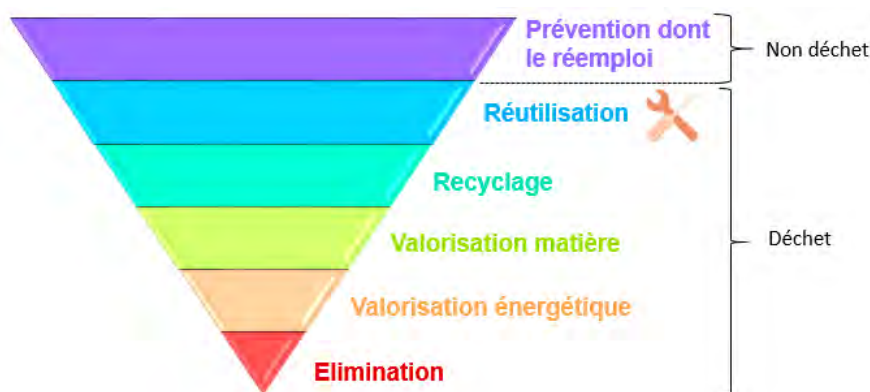 Prévention dont
le réemploi
Non déchet
Réutilisation
Recyclage
Déchet
Valorisation matière
Valorisation énergétique
Elimination